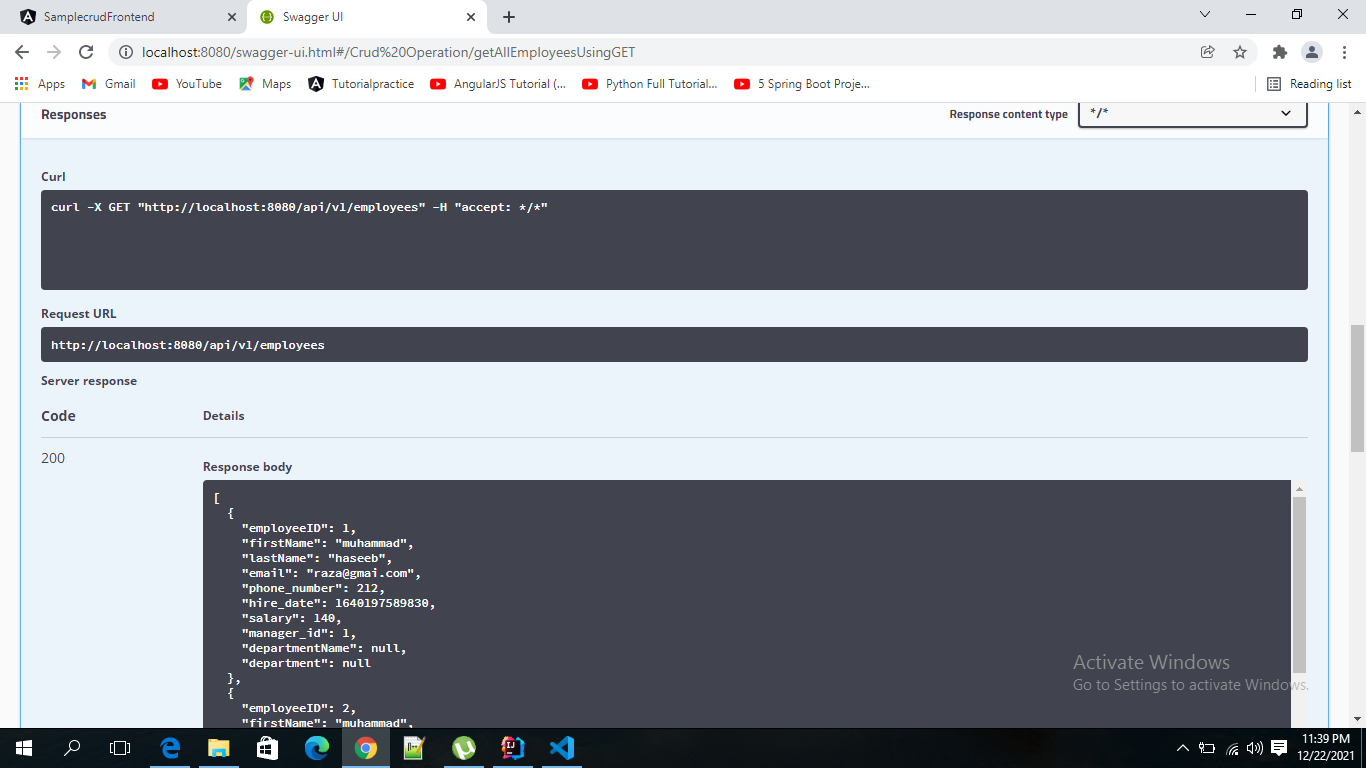 SamplecrudFrontend
Swagger UI
localhost:8080/swagger-ui.html#/Crud%20Operation/getAllEmployeesUsingGET
Apps
Gmail
YouTube
Maps
Tutorialpractice
AngularJS Tutorial (...
Python Full Tutorial...
5 Spring Boot Proje...
Reading list
Responses
Response content type
*/*
Curl
curl -X GET "http://localhost:8080/api/v1/employees" -H "accept: */*"
Request URL
http://localhost:8080/api/v1/employees
Server response
Code
Details
200
Response body
[
{
"employeeID": 1,
"firstName": "muhammad",
"lastName": "haseeb",
"email": "raza@gmai.com",
"phone_number": 212,
"hire_date": 1640197589830,
"salary": 140,
"manager_id": 1,
"departmentName": null,
"department": null
},
{
"employeeID": 2,
"firstName": "muhammad",
Activate Windows
Go to Settings to activate Windows.
11:39 PM
12/22/2021